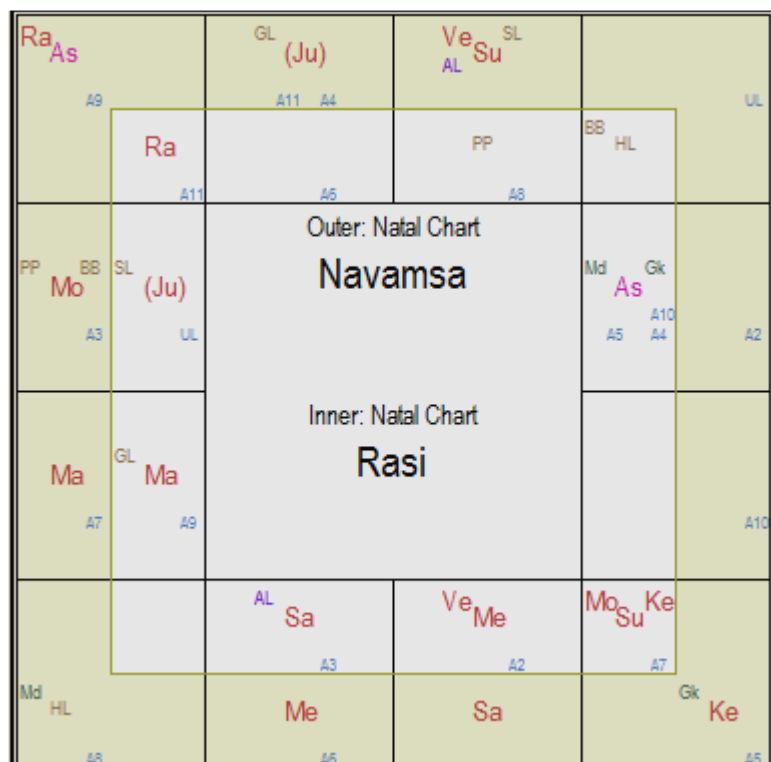 Ra As A9
GL (Ju) A11 A4
Ve Su SL AL
UL
Ra A11
A6
PP A8
BB HL
PP Mo BB A3
SL (Ju) UL
Outer: Natal Chart
Navamsa
Md As Gk A10 A5 A4
A2
Ma A7
GL Ma A9
Inner: Natal Chart
Rasi
A10
AL Sa A3
Ve Me A2
Mo Su Ke A7
Md HL A8
Me A6
Sa
Gk Ke A5